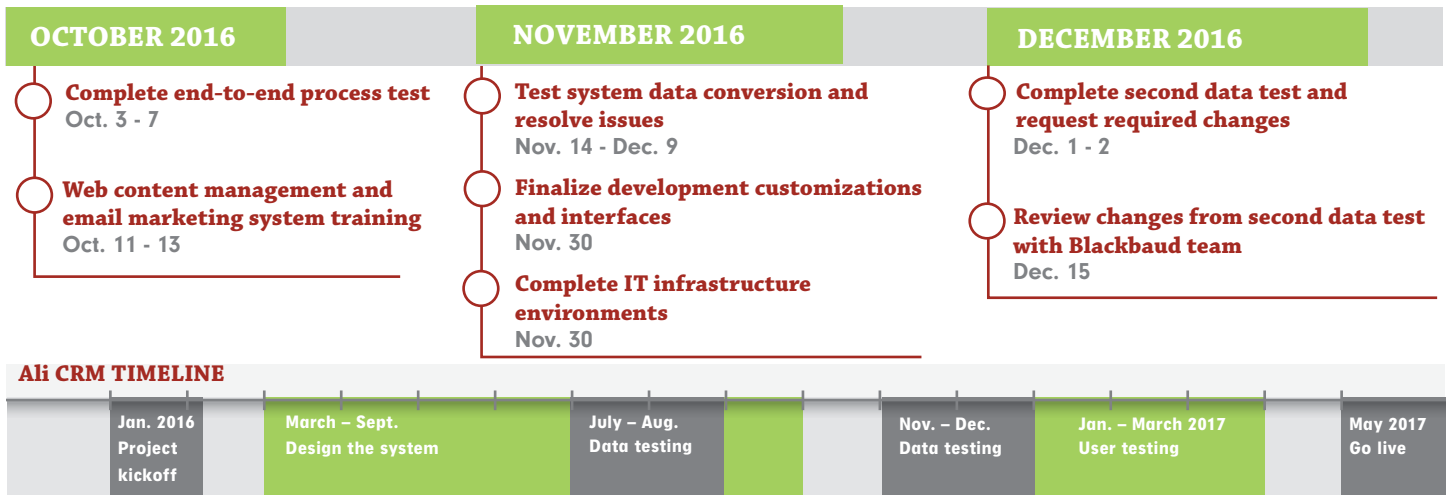 OCTOBER 2016
Complete end-to-end process test
Oct. 3 - 7
Web content management and
email marketing system training
Oct. 11 - 13
NOVEMBER 2016
Test system data conversion and
resolve issues
Nov. 14 - Dec. 9
Finalize development customizations
and interfaces
Nov. 30
Complete IT infrastructure
environments
Nov. 30
DECEMBER 2016
Complete second data test and
request required changes
Dec. 1 - 2
Review changes from second data test
with Blackbaud team
Dec. 15
Ali CRM TIMELINE
Jan. 2016
Project
kickoff
March – Sept.
Design the system
July – Aug.
Data testing
Nov. – Dec.
Data testing
Jan. – March 2017
User testing
May 2017
Go live